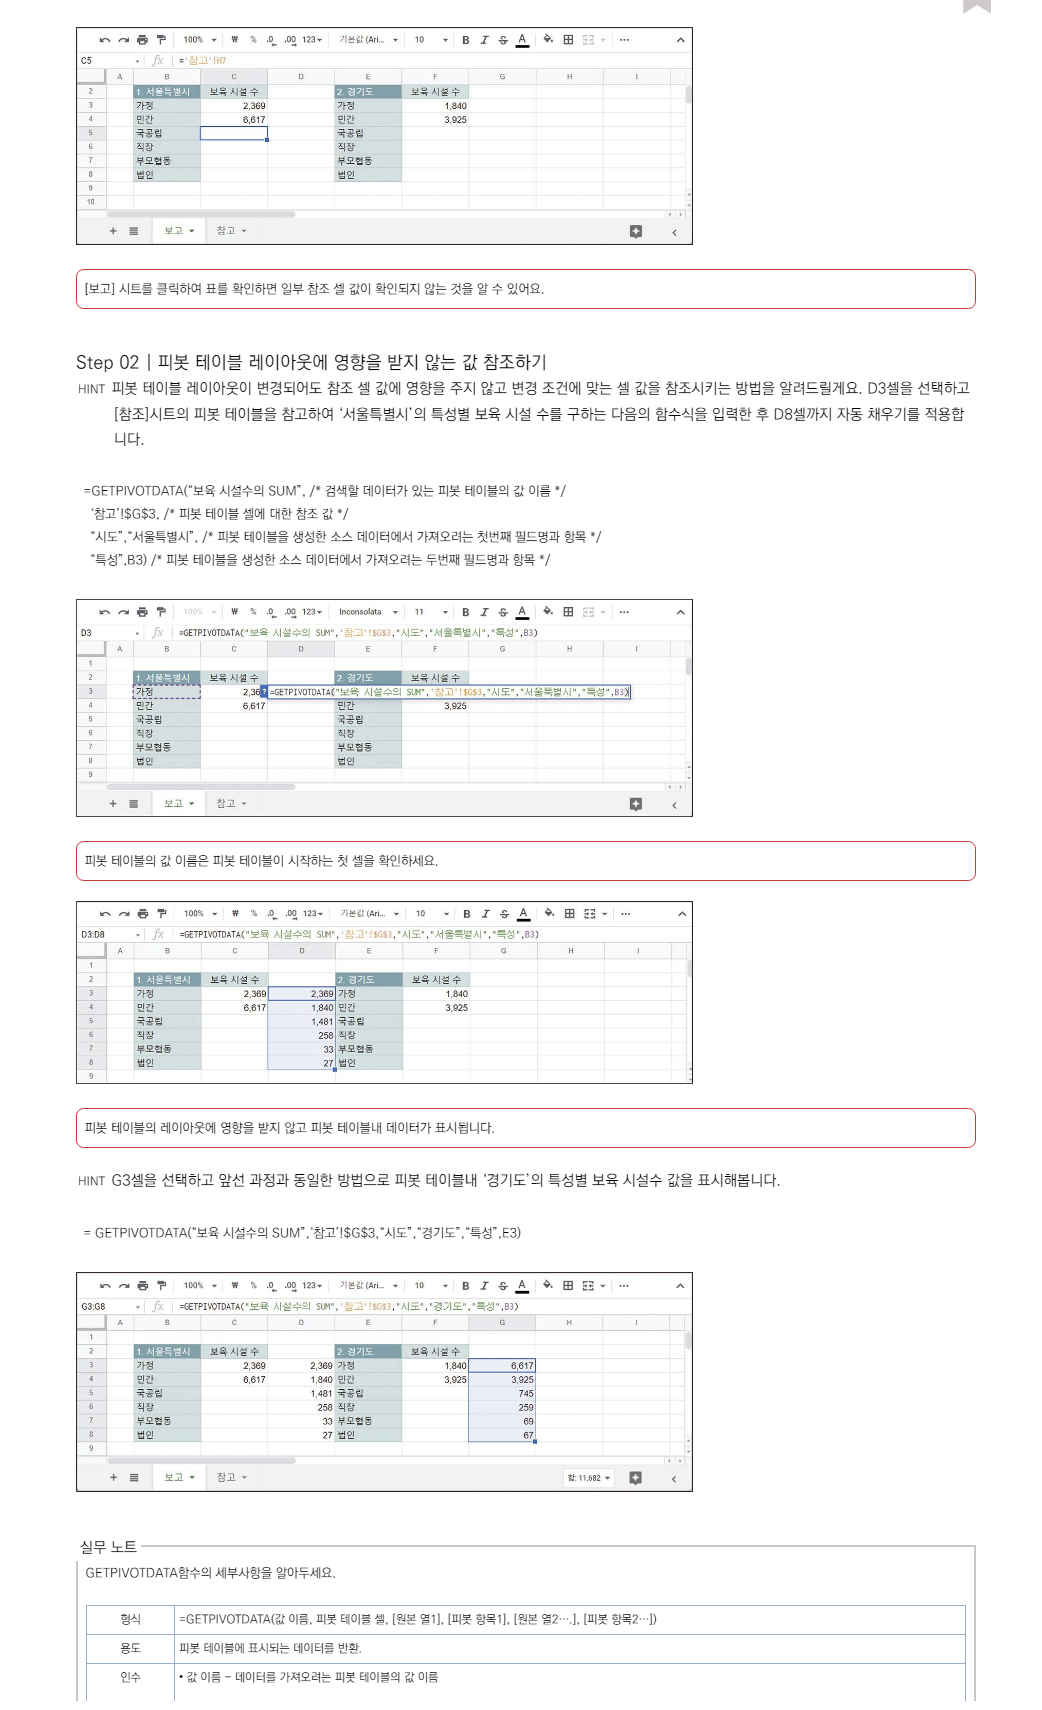 100% ₩ % .0 .00 123 기본값 (Ari... 10 B I S A
C5 fx ='참고'!H7
A B C D E F G H I
2 1. 서울특별시 보육 시설 수 2. 경기도 보육 시설 수
3 가정 2,369 가정 1,840
4 민간 6,617 민간 3,925
5 국공립 국공립
6 직장 직장
7 부모협동 부모협동
8 법인 법인
9
10
+ 보고 참고
[보고] 시트를 클릭하여 표를 확인하면 일부 참조 셀 값이 확인되지 않는 것을 알 수 있어요.
Step 02 | 피봇 테이블 레이아웃에 영향을 받지 않는 값 참조하기
HINT 피봇 테이블 레이아웃이 변경되어도 참조 셀 값에 영향을 주지 않고 변경 조건에 맞는 셀 값을 참조시키는 방법을 알려드릴게요. D3셀을 선택하고
[참조]시트의 피봇 테이블을 참고하여 ‘서울특별시’의 특성별 보육 시설 수를 구하는 다음의 함수식을 입력한 후 D8셀까지 자동 채우기를 적용합
니다.
=GETPIVOTDATA(“보육 시설수의 SUM”, /* 검색할 데이터가 있는 피봇 테이블의 값 이름 */
‘참고’!$G$3, /* 피봇 테이블 셀에 대한 참조 값 */
“시도”,“서울특별시”, /* 피봇 테이블을 생성한 소스 데이터에서 가져오려는 첫번째 필드명과 항목 */
“특성”,B3) /* 피봇 테이블을 생성한 소스 데이터에서 가져오려는 두번째 필드명과 항목 */
100% ₩ % .0 .00 123 Inconsolata 11 B I S A
D3 fx =GETPIVOTDATA("보육 시설수의 SUM",'참고'!$G$3,"시도","서울특별시","특성",B3)
A B C D E F G H I
1
2 1. 서울특별시 보육 시설 수 2. 경기도 보육 시설 수
3 가정 2,36 ? =GETPIVOTDATA("보육 시설수의 SUM",'참고'!$G$3,"시도","서울특별시","특성",B3)
4 민간 6,617 민간 3,925
5 국공립 국공립
6 직장 직장
7 부모협동 부모협동
8 법인 법인
9
+ 보고 참고
피봇 테이블의 값 이름은 피봇 테이블이 시작하는 첫 셀을 확인하세요.
100% ₩ % .0 .00 123 기본값 (Ari... 10 B I S A
D3:D8 fx =GETPIVOTDATA("보육 시설수의 SUM",'참고'!$G$3,"시도","서울특별시","특성",B3)
A B C D E F G H I
1
2 1. 서울특별시 보육 시설 수 2. 경기도 보육 시설 수
3 가정 2,369 2,369 가정 1,840
4 민간 6,617 1,840 민간 3,925
5 국공립 1,481 국공립
6 직장 258 직장
7 부모협동 33 부모협동
8 법인 27 법인
9
피봇 테이블의 레이아웃에 영향을 받지 않고 피봇 테이블내 데이터가 표시됩니다.
HINT G3셀을 선택하고 앞선 과정과 동일한 방법으로 피봇 테이블내 ‘경기도’의 특성별 보육 시설수 값을 표시해봅니다.
= GETPIVOTDATA(“보육 시설수의 SUM”,‘참고’!$G$3,“시도”,“경기도”,“특성”,E3)
100% ₩ % .0 .00 123 기본값 (Ari... 10 B I S A
G3:G8 fx =GETPIVOTDATA("보육 시설수의 SUM",'참고'!$G$3,"시도","경기도","특성",B3)
A B C D E F G H I
1
2 1. 서울특별시 보육 시설 수 2. 경기도 보육 시설 수
3 가정 2,369 2,369 가정 1,840 6,617
4 민간 6,617 1,840 민간 3,925 3,925
5 국공립 1,481 국공립 745
6 직장 258 직장 259
7 부모협동 33 부모협동 69
8 법인 27 법인 67
9
+ 보고 참고 합: 11,682
실무 노트
GETPIVOTDATA함수의 세부사항을 알아두세요.
형식 =GETPIVOTDATA(값 이름, 피봇 테이블 셀, [원본 열1], [피봇 항목1], [원본 열2⋯.], [피봇 항목2⋯])
용도 피봇 테이블에 표시되는 데이터를 반환.
인수 • 값 이름 – 데이터를 가져오려는 피봇 테이블의 값 이름